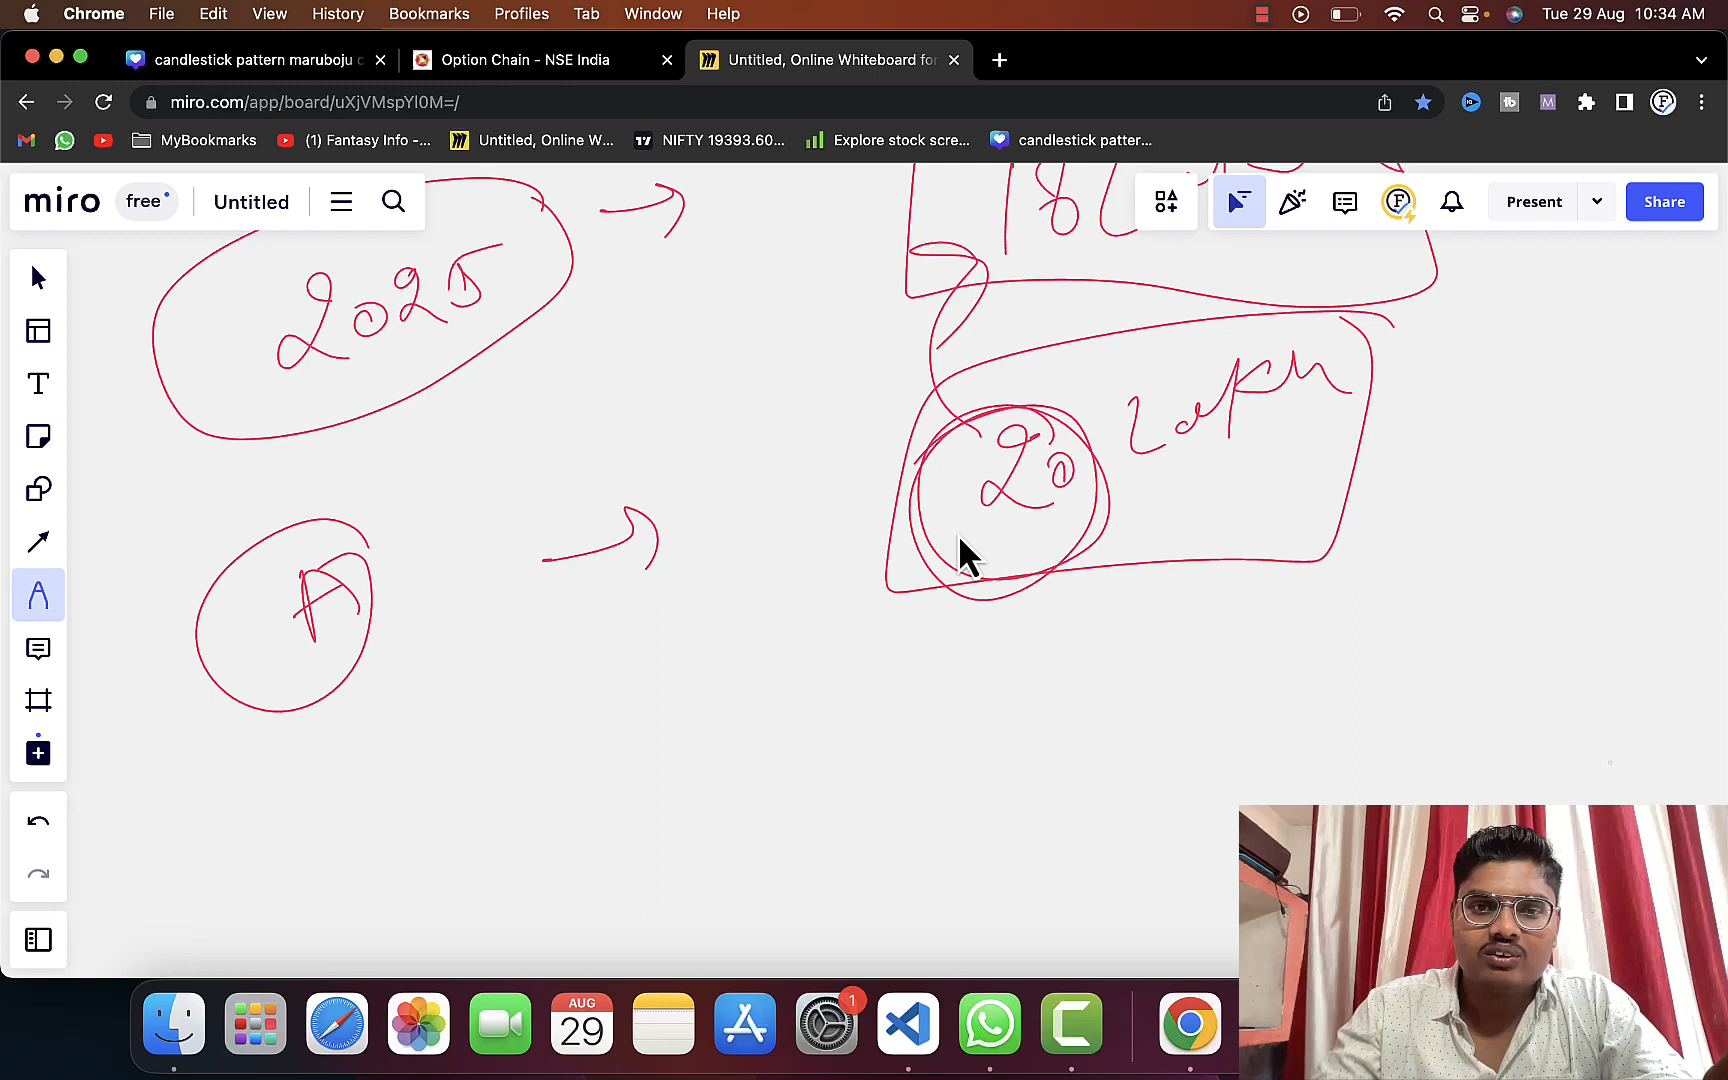 Chrome File Edit View History Bookmarks Profiles Tab Window Help Tue 29 Aug 10:34 AM
candlestick pattern maruboju Option Chain - NSE India Untitled, Online Whiteboard for
miro.com/app/board/uXjVMspYl0M=/
MyBookmarks (1) Fantasy Info -... Untitled, Online W... NIFTY 19393.60... Explore stock scre... candlestick patter...
miro free Untitled Present Share
2025
20 Lakh
A
AUG
29
1